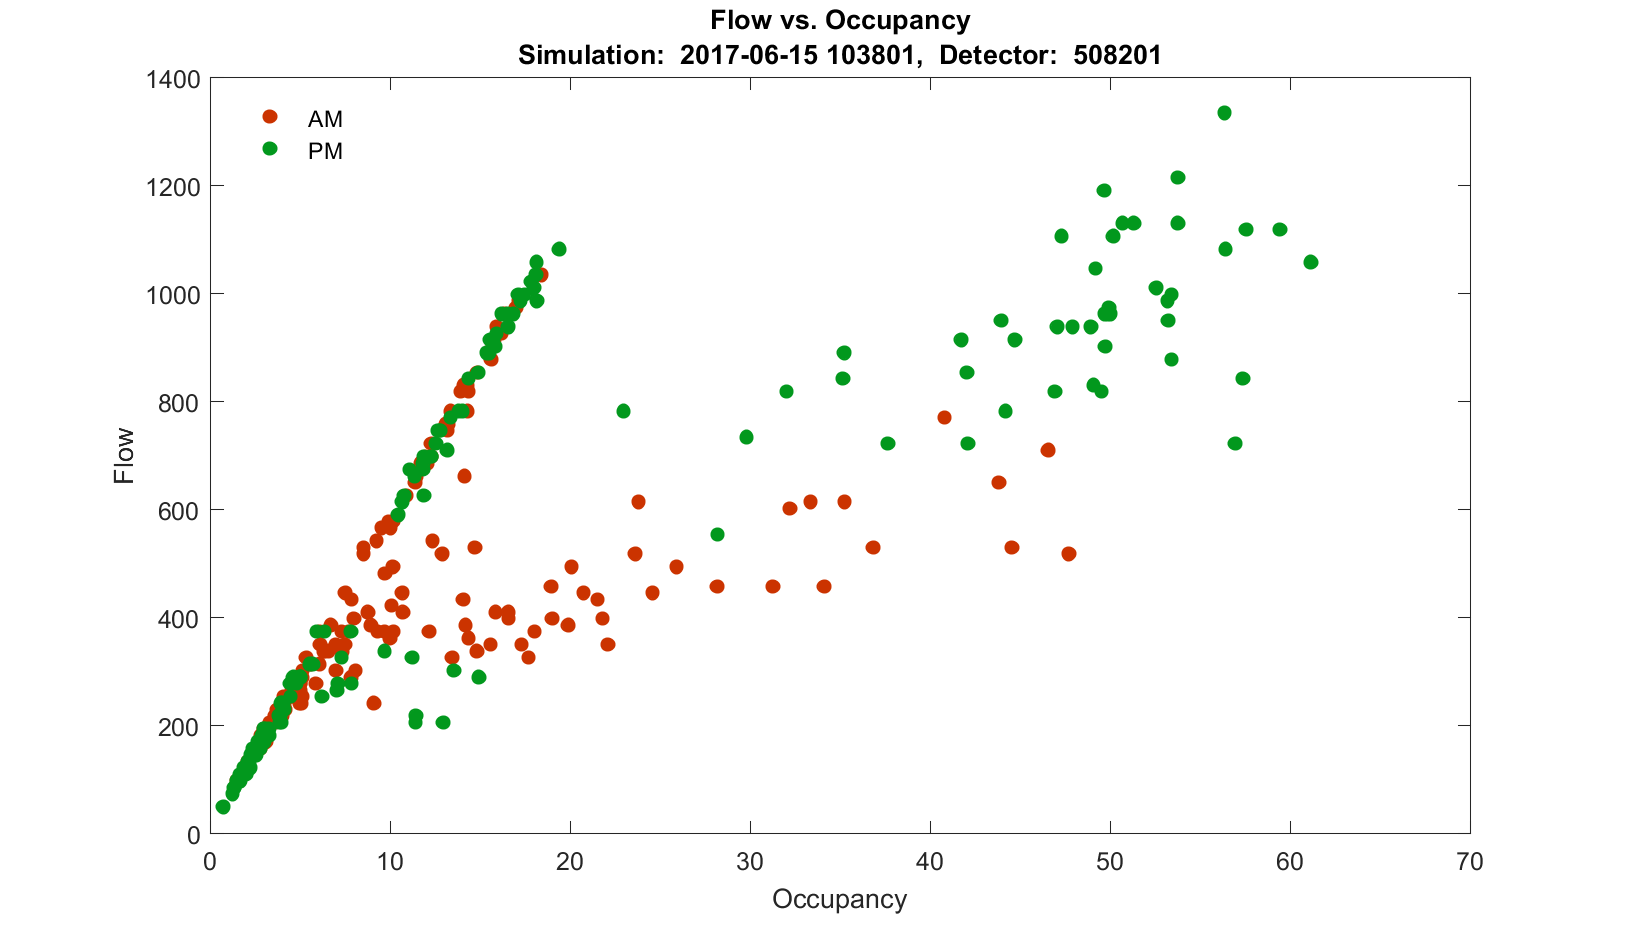 Flow vs. Occupancy
Simulation:  2017-06-15 103801,  Detector:  508201
1400
1200
1000
800
600
400
200
0
Flow
AM
PM
0 10 20 30 40 50 60 70
Occupancy